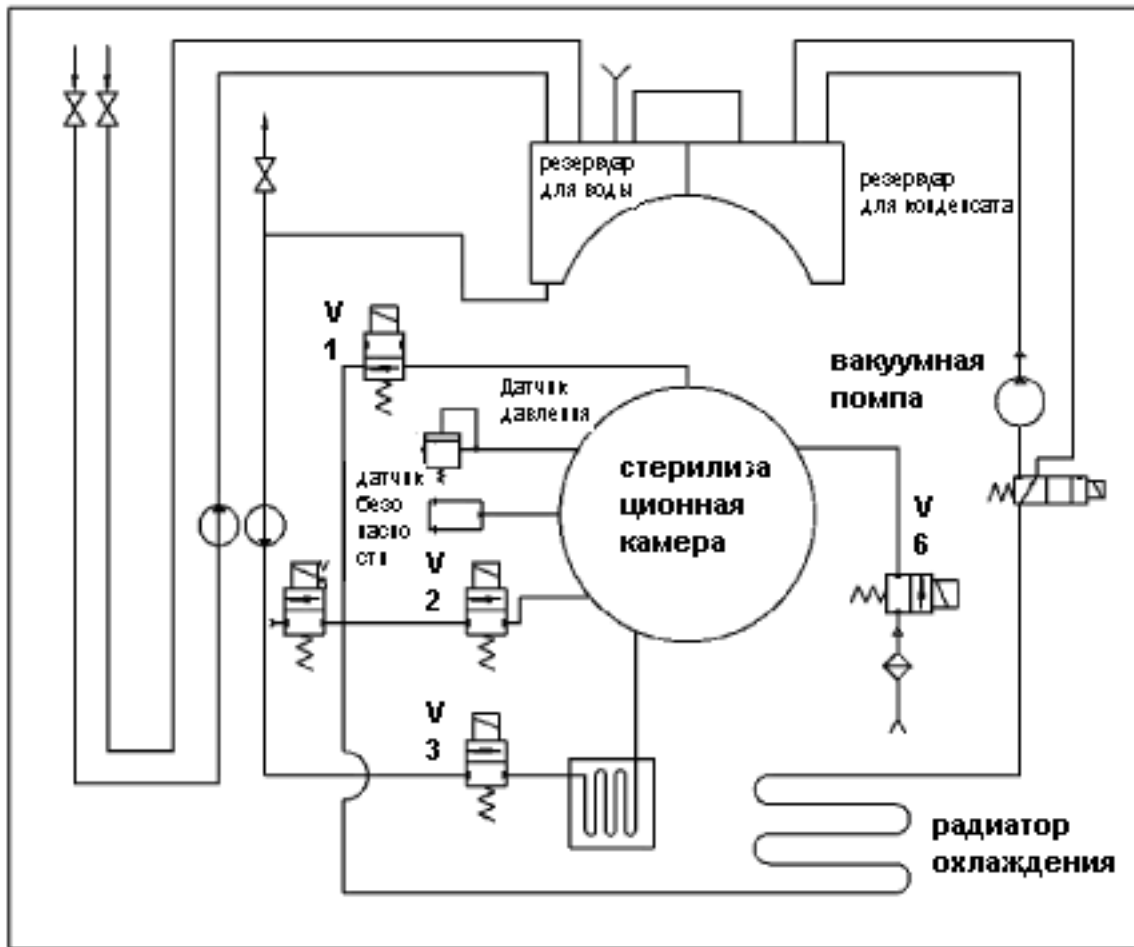 резервуар
для воды
резервуар
для конденсата
V
1
Датчик
давления
вакуумная
помпа
датчик
безо
пасно
сти
стерилиза
ционная
камера
V
2
V
6
V
3
радиатор
охлаждения